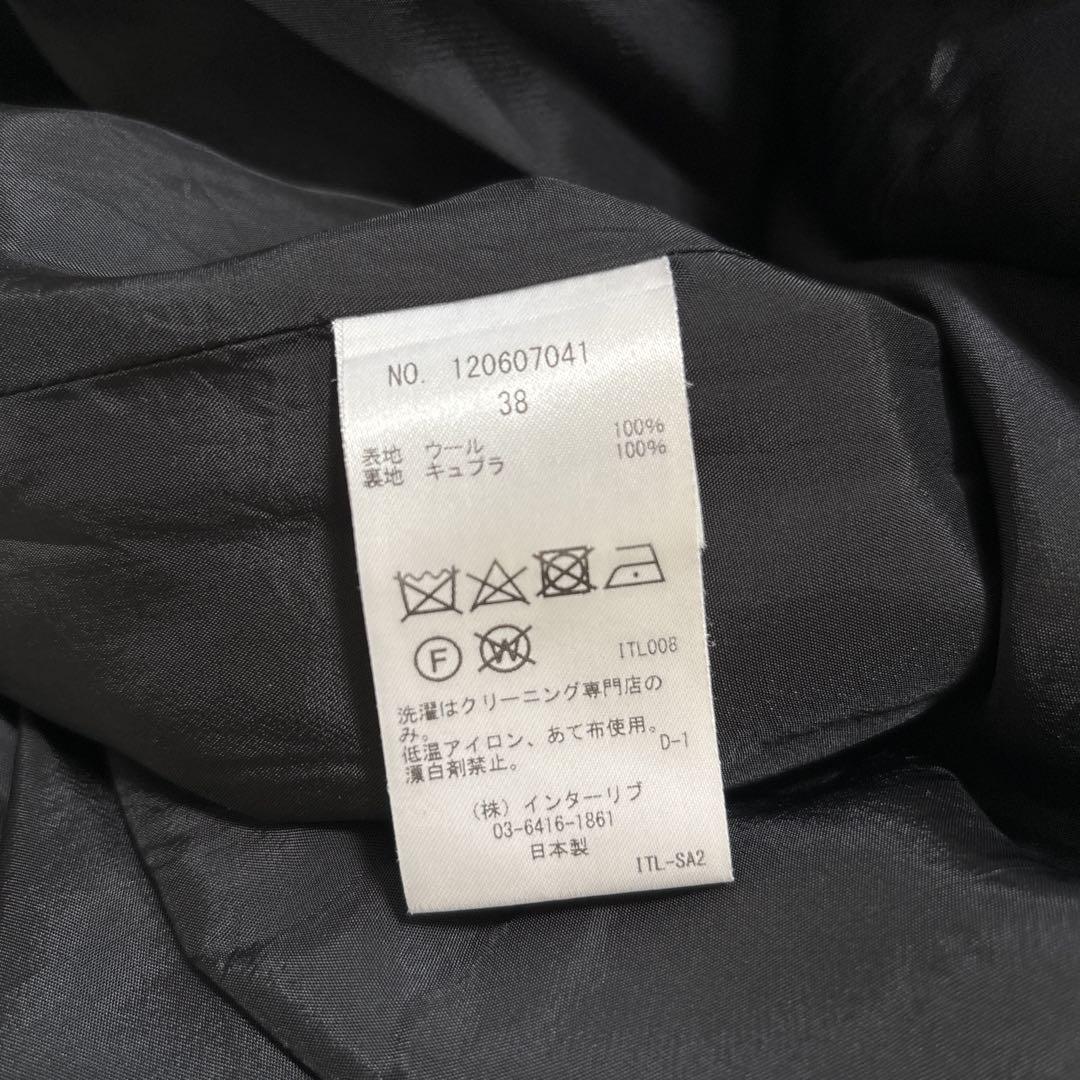 NO. 120607041
38
表地 ウール 100%
裏地 キュプラ 100%
F W ITL008
洗濯はクリーニング専門店の
み。
低温アイロン、あて布使用。
漂白剤禁止。 D-1
(株) インターリブ
03-6416-1861
日本製
ITL-SA2